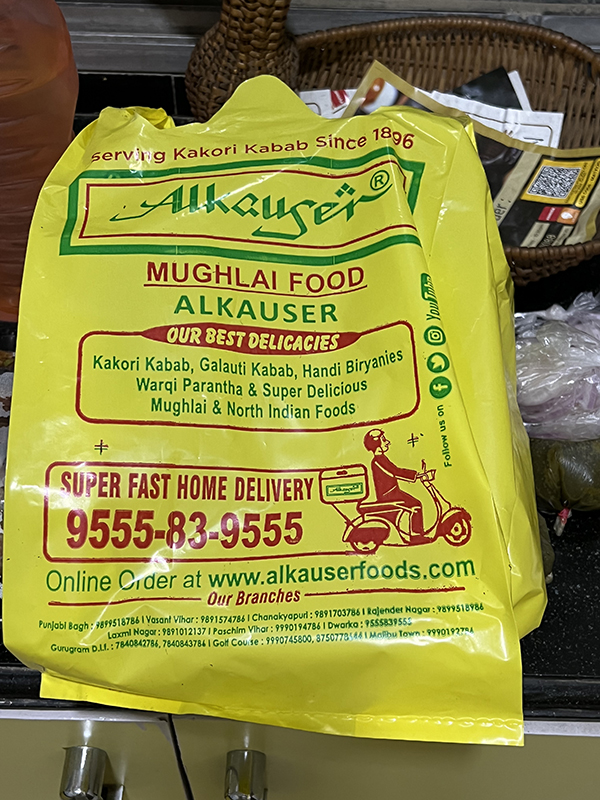 Serving Kakori Kabab Since 1896
Alkauser ®
MUGHLAI FOOD
ALKAUSER
OUR BEST DELICACIES
Kakori Kabab, Galauti Kabab, Handi Biryanies
Warqi Parantha & Super Delicious
Mughlai & North Indian Foods
Follow us on
YouTube
SUPER FAST HOME DELIVERY
9555-83-9555
Online Order at www.alkauserfoods.com
Our Branches
Punjabi Bagh : 9899518786 I Vasant Vihar : 9891574786 I Chanakyapuri : 9891703786 I Rajender Nagar : 9899518986
Laxmi Nagar : 9891012137 I Paschim Vihar : 9990194786 I Dwarka : 9555839555
Gurugram D.L.f. : 7840842786, 7840843786 I Golf Course : 9990745800, I Malibu Town : 9990192786